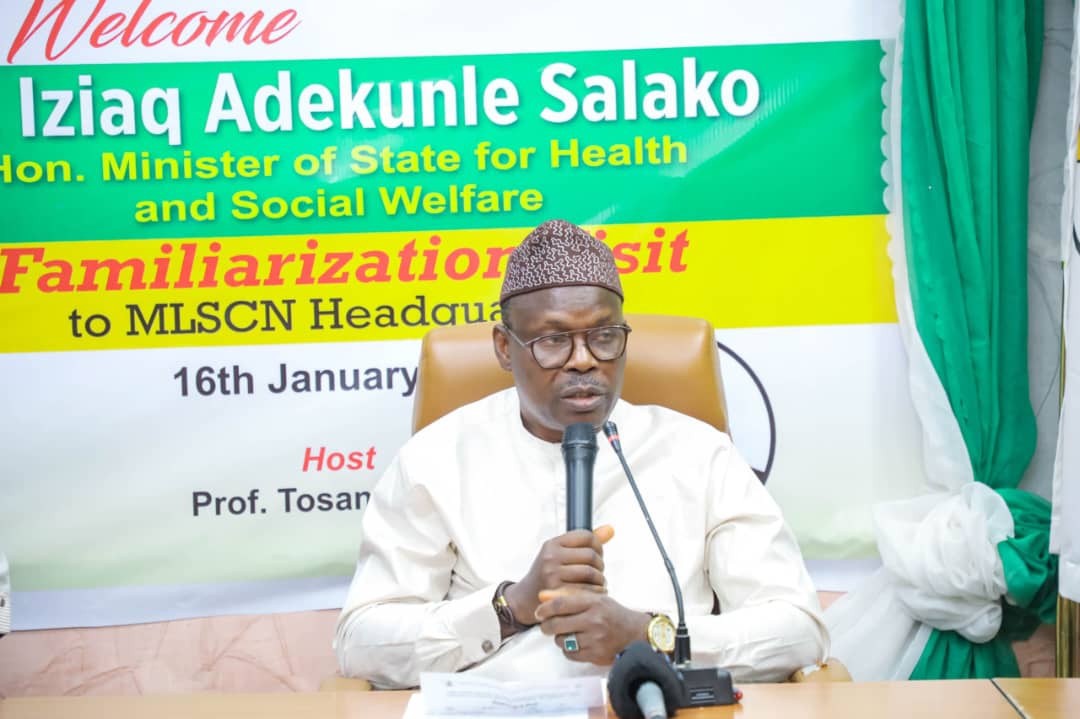 Welcome
Iziaq Adekunle Salako
Hon. Minister of State for Health
and Social Welfare
Familiarization
to MLSCN
16th January
Host
Prof. Tosan